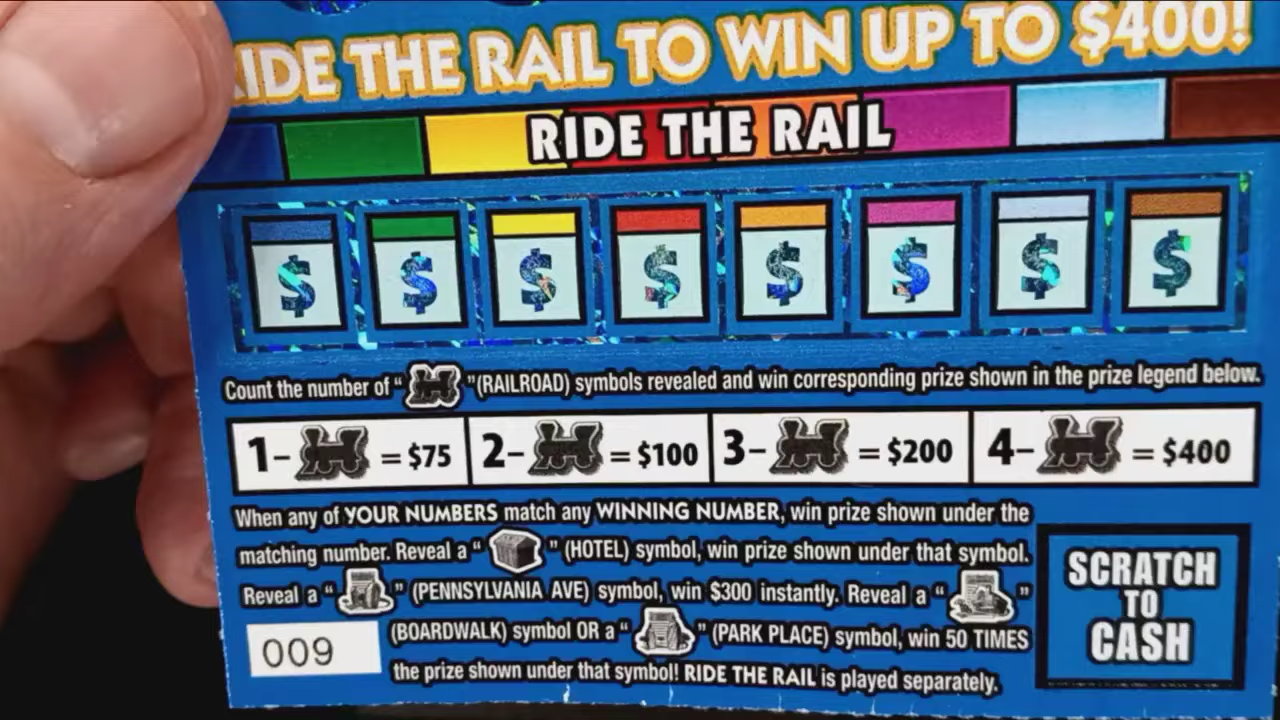 IDE THE RAIL TO WIN UP TO $400!
RIDE THE RAIL
$ $ $ $ $ $ $ $
Count the number of “ ” (RAILROAD) symbols revealed and win corresponding prize shown in the prize legend below.
1– = $75 2– = $100 3– = $200 4– = $400
When any of YOUR NUMBERS match any WINNING NUMBER, win prize shown under the
matching number. Reveal a “ ” (HOTEL) symbol, win prize shown under that symbol.
Reveal a “ ” (PENNSYLVANIA AVE) symbol, win $300 instantly. Reveal a “ ”
(BOARDWALK) symbol OR a “ ” (PARK PLACE) symbol, win 50 TIMES
the prize shown under that symbol! RIDE THE RAIL is played separately.
009
SCRATCH
TO
CASH